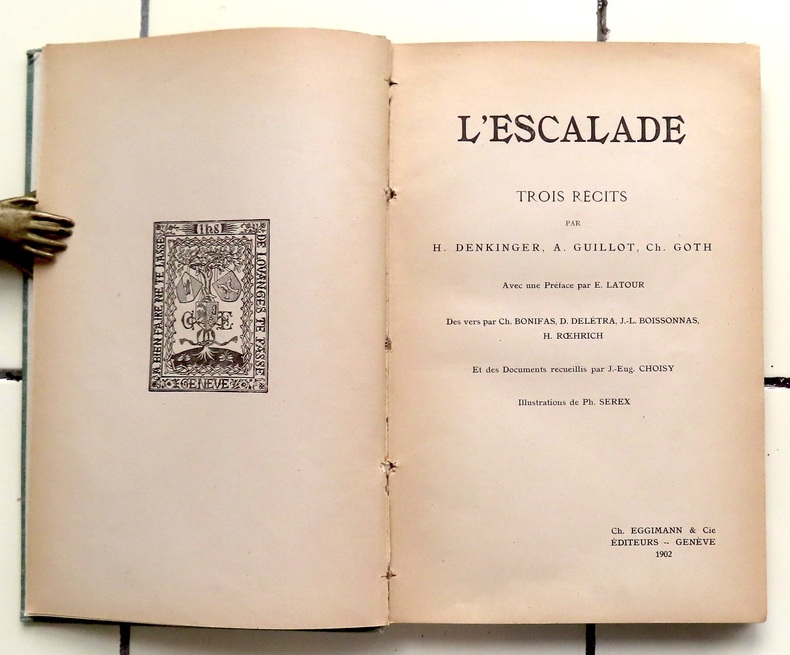 ihs
A BIEN FAIRE NE TE LASSE
DE LOUANGES TE PASSE
C E
GENEVE
L'ESCALADE
TROIS RÉCITS
PAR
H. DENKINGER, A. GUILLOT, Ch. GOTH
Avec une Préface par E. LATOUR
Des vers par Ch. BONIFAS, D. DELÉTRA, J.-L. BOISSONNAS,
H. RŒHRICH
Et des Documents recueillis par J.-Eug. CHOISY
Illustrations de Ph. SEREX
Ch. EGGIMANN & Cie
ÉDITEURS -- GENÈVE
1902